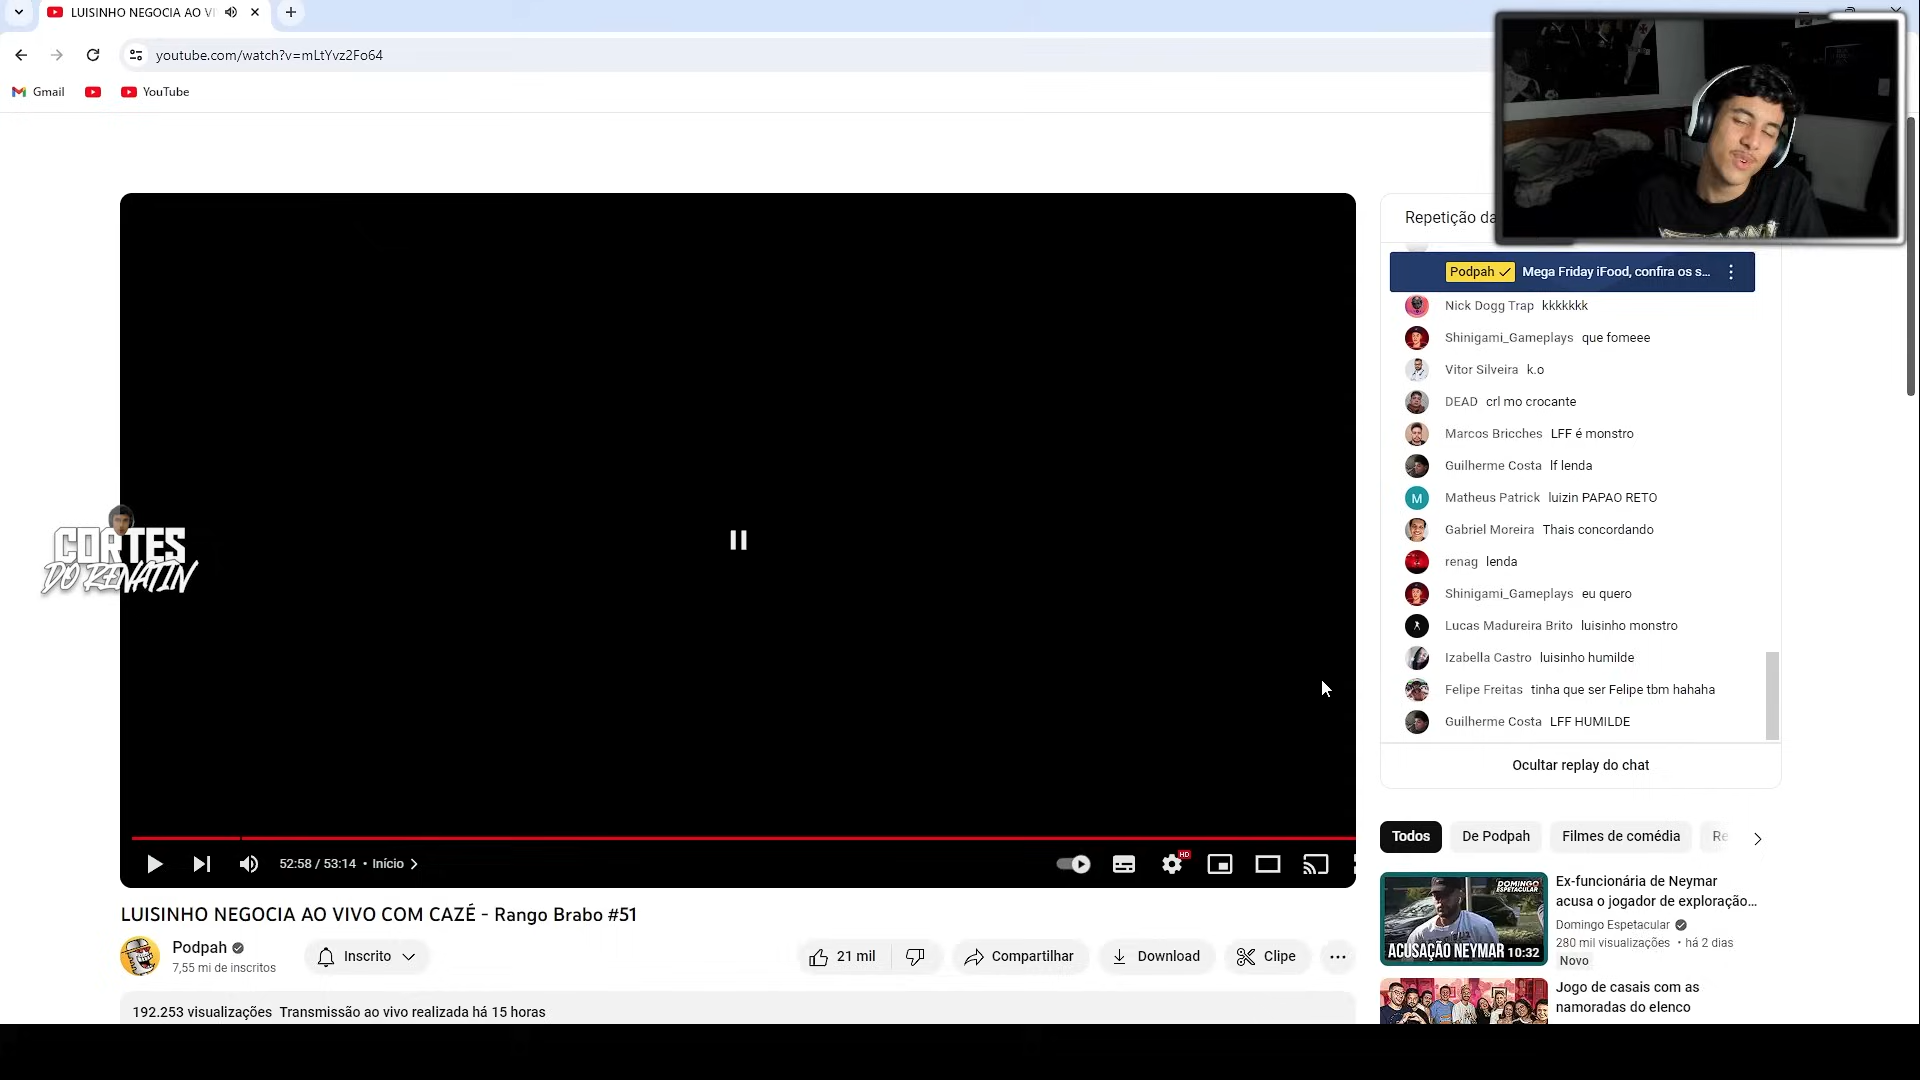 LUISINHO NEGOCIA AO VI
youtube.com/watch?v=mLtYvz2Fo64
Gmail
YouTube
Repetição da
Podpah Mega Friday iFood, confira os s...
Nick Dogg Trap kkkkkkk
Shinigami_Gameplays que fomeee
Vitor Silveira k.o
DEAD crl mo crocante
Marcos Bricches LFF é monstro
Guilherme Costa lf lenda
M Matheus Patrick luizin PAPAO RETO
Gabriel Moreira Thais concordando
renag lenda
Shinigami_Gameplays eu quero
Lucas Madureira Brito luisinho monstro
Izabella Castro luisinho humilde
Felipe Freitas tinha que ser Felipe tbm hahaha
Guilherme Costa LFF HUMILDE
Ocultar replay do chat
CORTES
DO RENATIN
52:58 / 53:14 • Início
HD
LUISINHO NEGOCIA AO VIVO COM CAZÉ - Rango Brabo #51
Podpah
7,55 mi de inscritos
Inscrito
21 mil
Compartilhar
Download
Clipe
192.253 visualizações Transmissão ao vivo realizada há 15 horas
Todos
De Podpah
Filmes de comédia
Re
DOMINGO
ESPETACULAR
ACUSAÇÃO NEYMAR
10:32
Ex-funcionária de Neymar
acusa o jogador de exploração...
Domingo Espetacular
280 mil visualizações • há 2 dias
Novo
Jogo de casais com as
namoradas do elenco